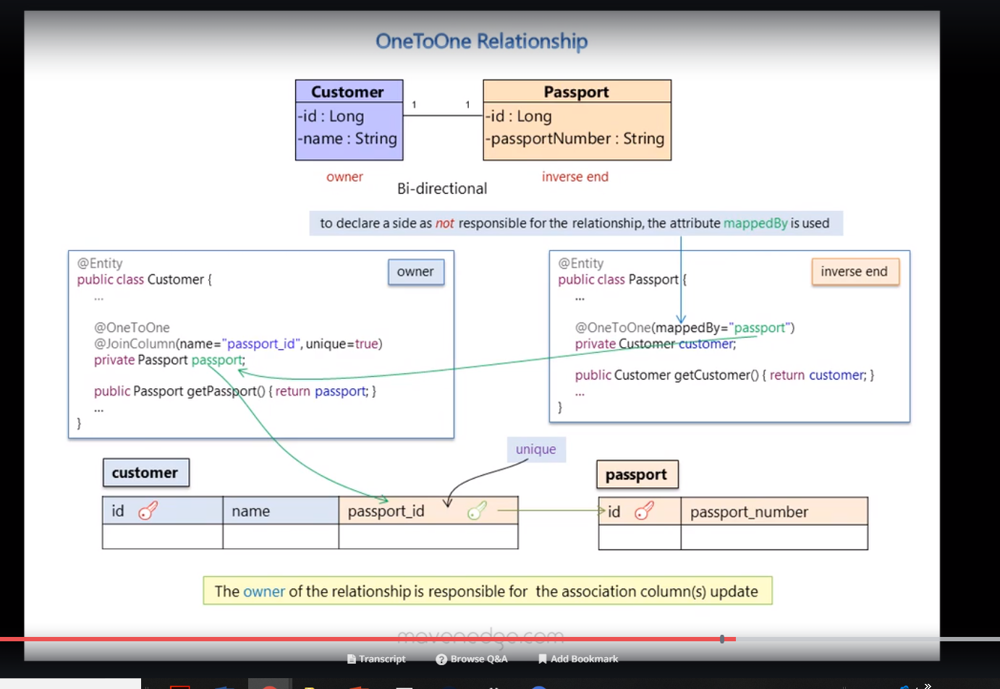 OneToOne Relationship
Customer
-id : Long
-name : String
1
1
Passport
-id : Long
-passportNumber : String
owner
inverse end
Bi-directional
to declare a side as not responsible for the relationship, the attribute mappedBy is used
@Entity
public class Customer {
...
@OneToOne
@JoinColumn(name="passport_id", unique=true)
private Passport passport;
public Passport getPassport() { return passport; }
...
}
owner
@Entity
public class Passport {
...
@OneToOne(mappedBy="passport")
private Customer customer;
public Customer getCustomer() { return customer; }
...
}
inverse end
unique
customer
id
name
passport_id
passport
id
passport_number
The owner of the relationship is responsible for the association column(s) update
Transcript
Browse Q&A
Add Bookmark